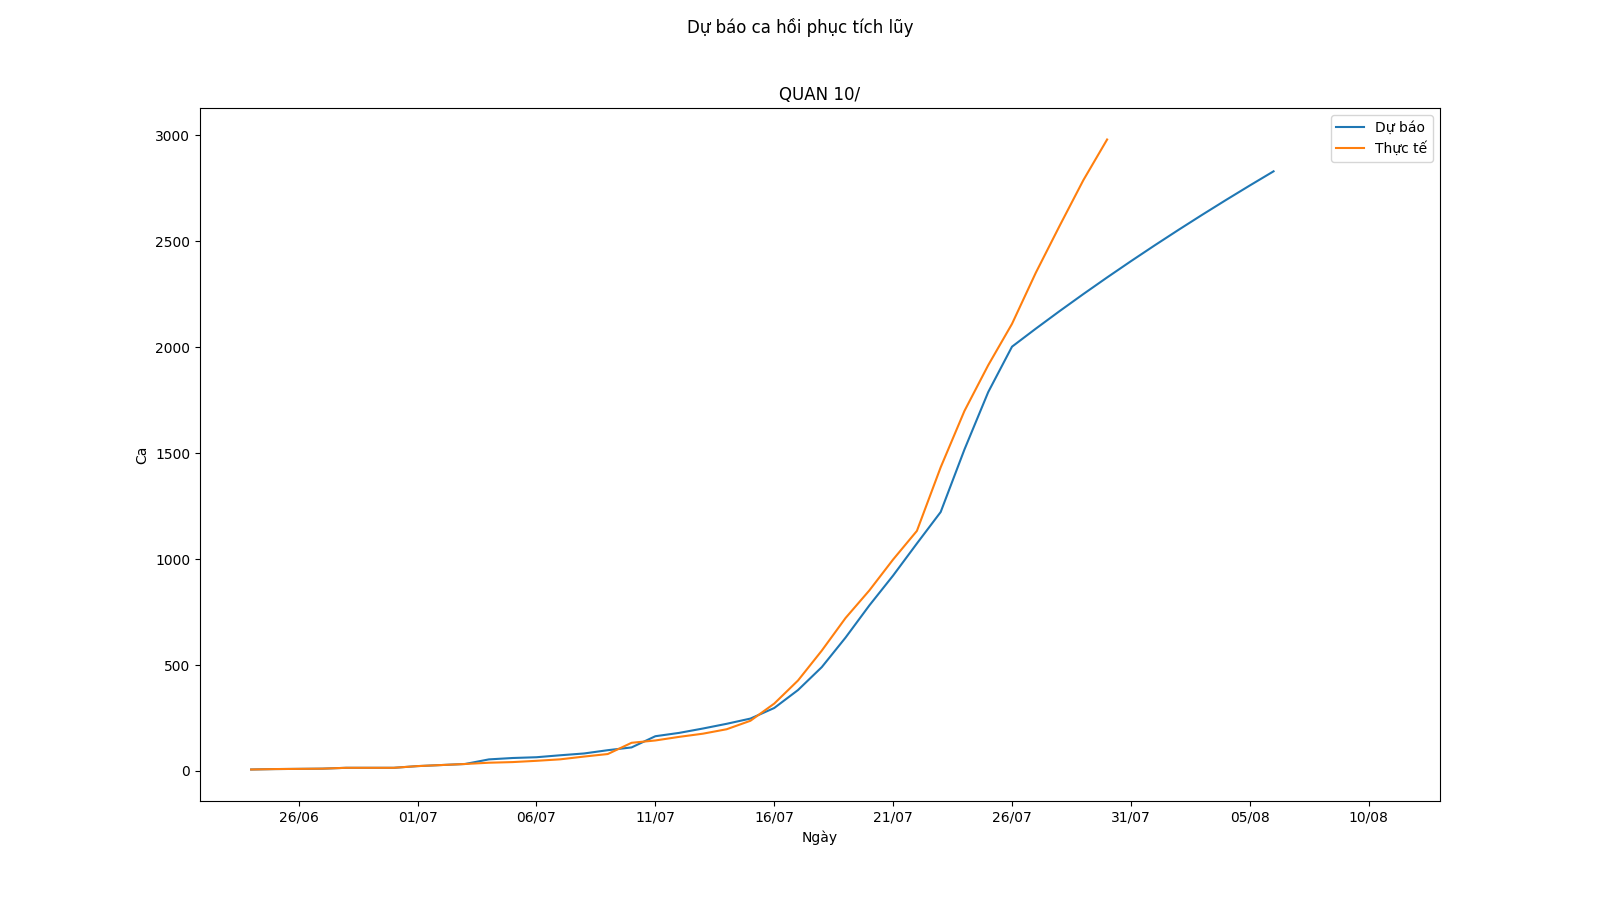 Dự báo ca hồi phục tích lũy
QUAN 10/
Dự báo
Thực tế
3000
2500
2000
1500
1000
500
0
Ca
26/06
01/07
06/07
11/07
16/07
21/07
26/07
31/07
05/08
10/08
Ngày